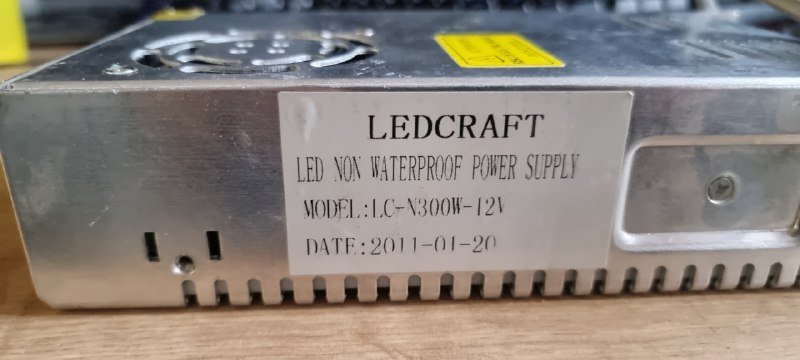 LEDCRAFT
LED NON WATERPROOF POWER SUPPLY
MODEL:LC-N300W-12V
DATE:2011-01-20